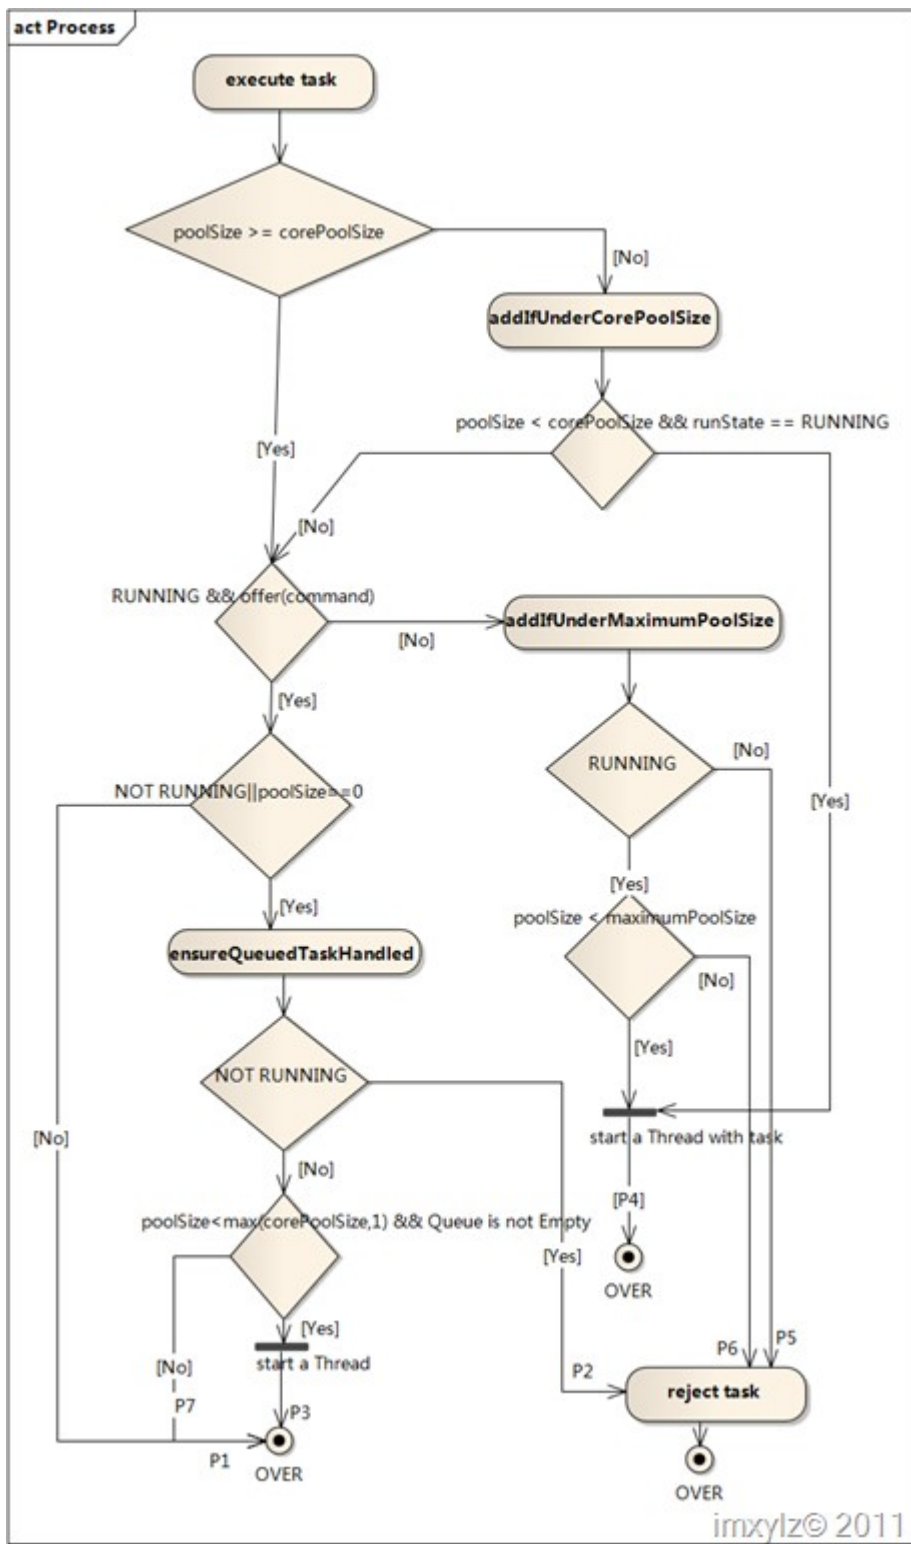 act Process
execute task
poolSize >= corePoolSize
[No]
addIfUnderCorePoolSize
poolSize < corePoolSize && runState == RUNNING
[Yes]
[No]
RUNNING && offer(command)
addIfUnderMaximumPoolSize
[No]
[Yes]
RUNNING
[No]
NOT RUNNING||poolSize==0
[Yes]
[Yes]
[Yes]
poolSize < maximumPoolSize
ensureQueuedTaskHandled
[No]
[Yes]
NOT RUNNING
[No]
start a Thread with task
[No]
[P4]
poolSize<max(corePoolSize,1) && Queue is not Empty
[Yes]
OVER
[Yes]
P6
P5
start a Thread
[No]
P2
reject task
P7
P3
P1
OVER
OVER
imxylz© 2011